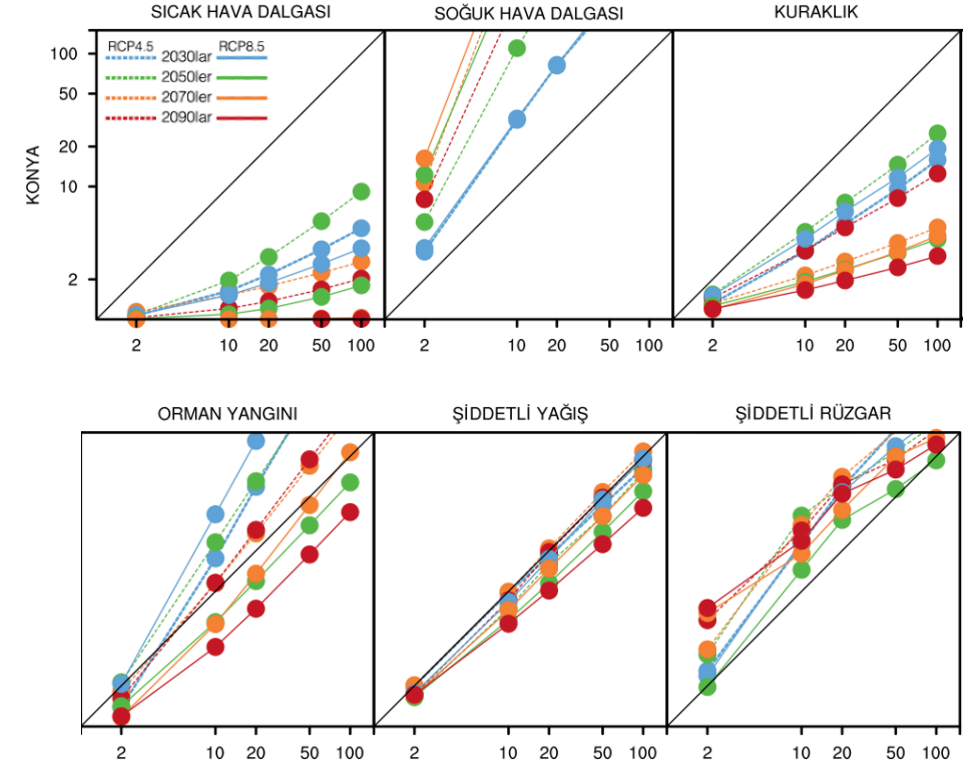 SICAK HAVA DALGASI
SOĞUK HAVA DALGASI
KURAKLIK
RCP4.5 RCP8.5
2030lar
2050ler
2070ler
2090lar
KONYA
100
50
20
10
2
2 10 20 50 100
2 10 20 50 100
2 10 20 50 100
ORMAN YANGINI
ŞİDDETLİ YAĞIŞ
ŞİDDETLİ RÜZGAR
2 10 20 50 100
2 10 20 50 100
2 10 20 50 100